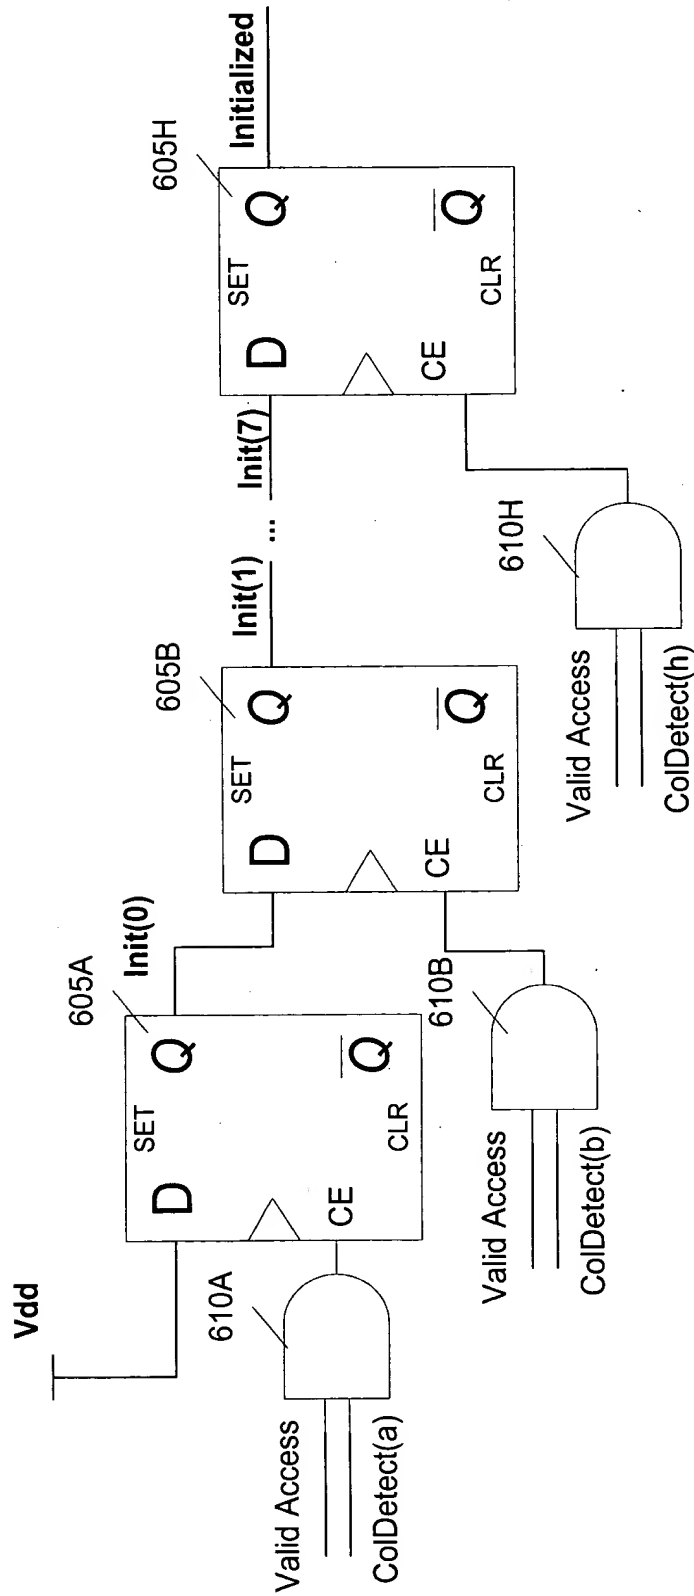 Vdd
Valid Access
ColDetect(a)
610A
D
SET
Q
CE
CLR
Q
605A
Init(0)
Valid Access
ColDetect(b)
610B
D
SET
Q
CE
CLR
Q
605B
Init(1)
...
Init(7)
Valid Access
ColDetect(h)
610H
D
SET
Q
CE
CLR
Q
605H
Initialized